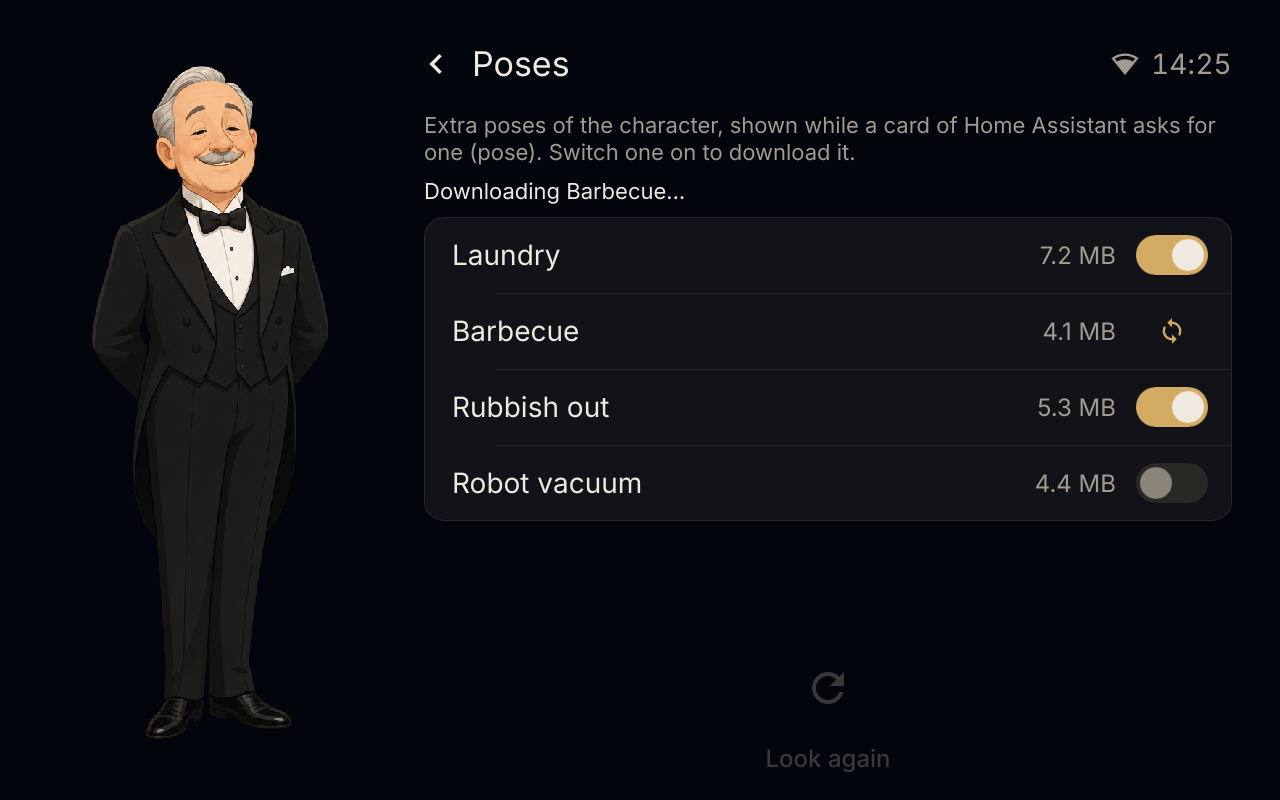 Poses
14:25
Extra poses of the character, shown while a card of Home Assistant asks for
one (pose). Switch one on to download it.
Downloading Barbecue...
Laundry 7.2 MB
Barbecue 4.1 MB
Rubbish out 5.3 MB
Robot vacuum 4.4 MB
Look again